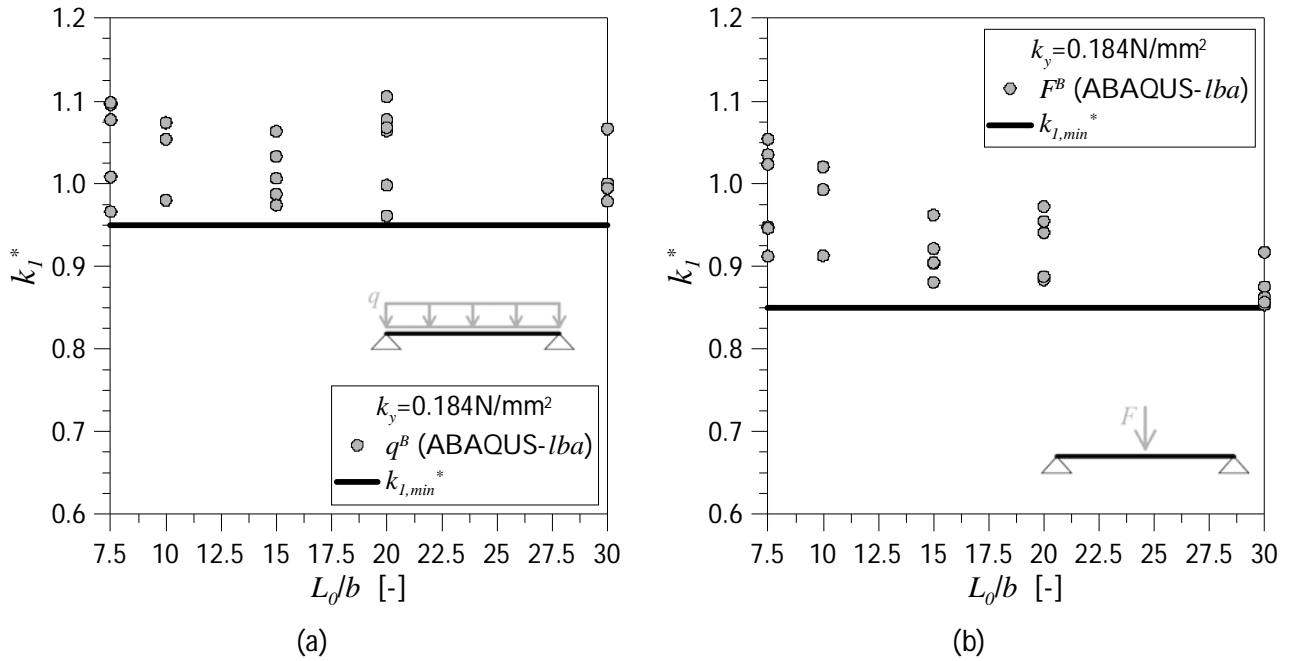 1.2
1.1
1.0
0.9
0.8
0.7
0.6
k1*
q
ky=0.184N/mm²
qᴮ (ABAQUS-lba)
k1,min*
7.5 10 12.5 15 17.5 20 22.5 25 27.5 30
L0/b [-]
(a)
1.2
1.1
1.0
0.9
0.8
0.7
0.6
k1*
ky=0.184N/mm²
Fᴮ (ABAQUS-lba)
k1,min*
F
7.5 10 12.5 15 17.5 20 22.5 25 27.5 30
L0/b [-]
(b)